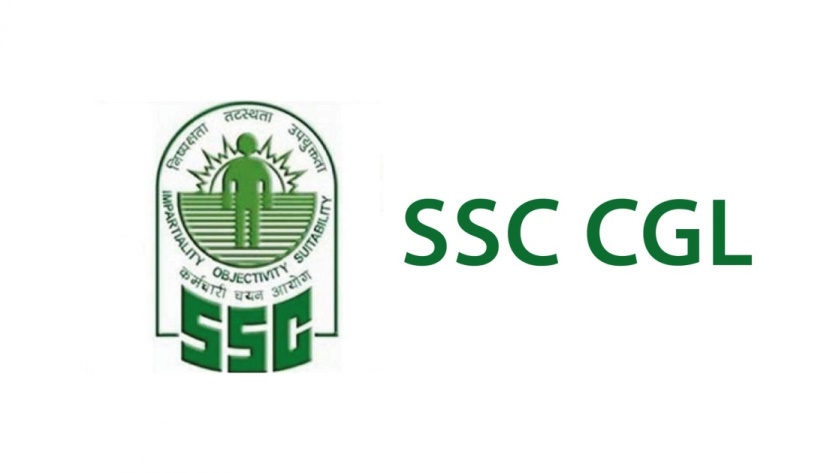 निष्पक्षता तटस्थता उपयुक्तता
IMPARTIALITY OBJECTIVITY SUITABILITY
कर्मचारी चयन आयोग
SSC
SSC CGL